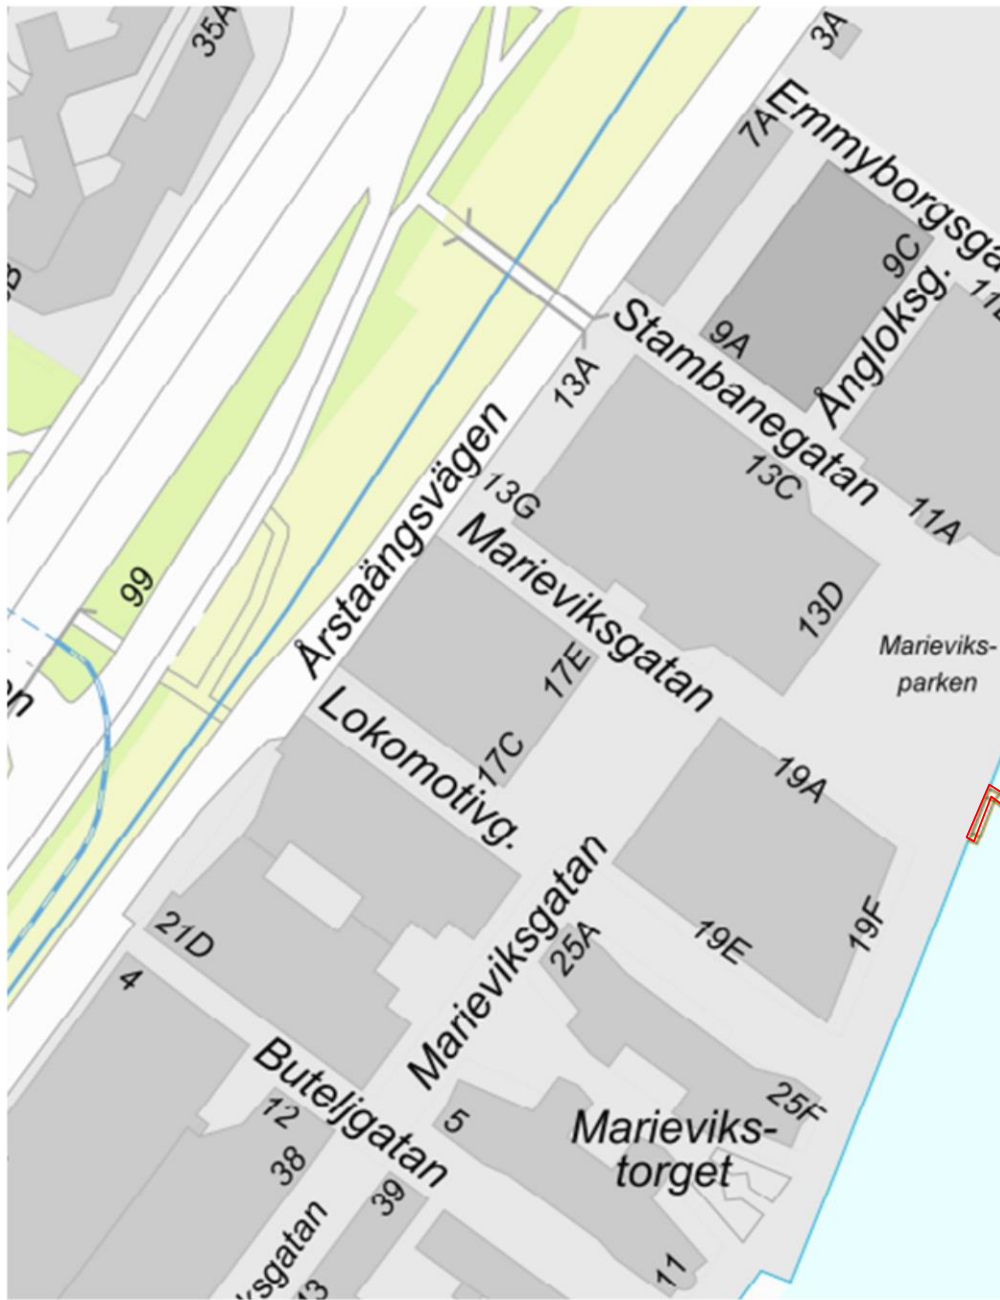 35A
3A
7A
Emmyborgsga
9C
Ångloksg.
Stambanegatan
9A
13A
13C
11A
13G
Årstaängsvägen
Marieviksgatan
99
13D
Marieviks-
parken
17E
17C
Lokomotivg.
19A
19F
19E
Marieviksgatan
25A
21D
4
Buteljgatan
12
5
25F
Marieviks-
torget
38
39
ksgatan
11